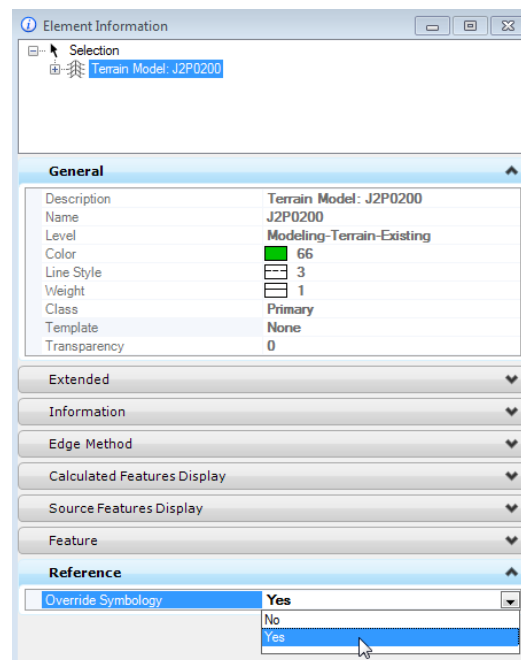 Element Information
Selection
Terrain Model: J2P0200
General
Description Terrain Model: J2P0200
Name J2P0200
Level Modeling-Terrain-Existing
Color 66
Line Style 3
Weight 1
Class Primary
Template None
Transparency 0
Extended
Information
Edge Method
Calculated Features Display
Source Features Display
Feature
Reference
Override Symbology Yes
No
Yes